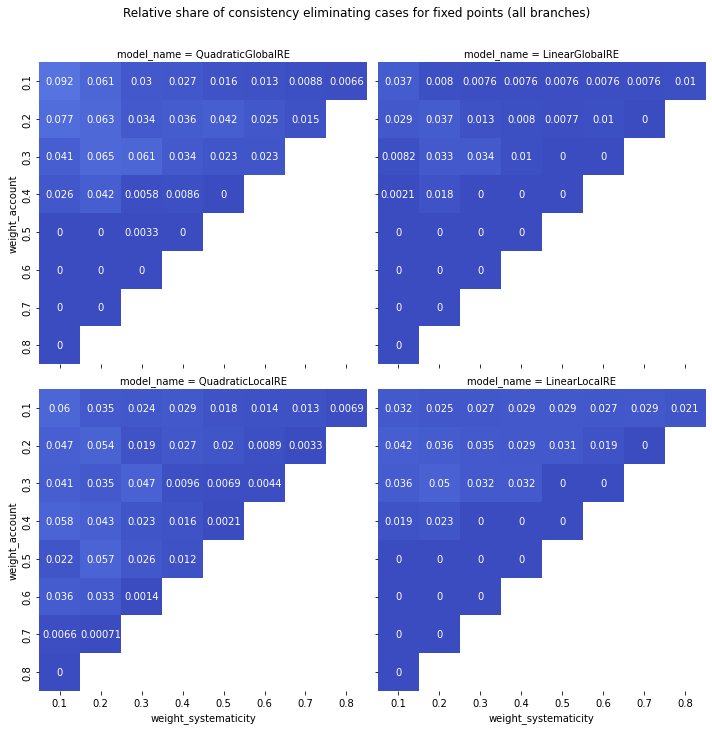 Relative share of consistency eliminating cases for fixed points (all branches)
model_name = QuadraticGlobalRE
model_name = LinearGlobalRE
weight_account
0.1
0.092 0.061 0.03 0.027 0.016 0.013 0.0088 0.0066
0.037 0.008 0.0076 0.0076 0.0076 0.0076 0.0076 0.01
0.2
0.077 0.063 0.034 0.036 0.042 0.025 0.015
0.029 0.037 0.013 0.008 0.0077 0.01 0
0.3
0.041 0.065 0.061 0.034 0.023 0.023
0.0082 0.033 0.034 0.01 0 0
0.4
0.026 0.042 0.0058 0.0086 0
0.0021 0.018 0 0 0
0.5
0 0 0.0033 0
0 0 0 0
0.6
0 0 0
0 0 0
0.7
0 0
0 0
0.8
0
0
model_name = QuadraticLocalRE
model_name = LinearLocalRE
weight_account
0.1
0.06 0.035 0.024 0.029 0.018 0.014 0.013 0.0069
0.032 0.025 0.027 0.029 0.029 0.027 0.029 0.021
0.2
0.047 0.054 0.019 0.027 0.02 0.0089 0.0033
0.042 0.036 0.035 0.029 0.031 0.019 0
0.3
0.041 0.035 0.047 0.0096 0.0069 0.0044
0.036 0.05 0.032 0.032 0 0
0.4
0.058 0.043 0.023 0.016 0.0021
0.019 0.023 0 0 0
0.5
0.022 0.057 0.026 0.012
0 0 0 0
0.6
0.036 0.033 0.0014
0 0 0
0.7
0.0066 0.00071
0 0
0.8
0
0
0.1 0.2 0.3 0.4 0.5 0.6 0.7 0.8
0.1 0.2 0.3 0.4 0.5 0.6 0.7 0.8
weight_systematicity
weight_systematicity